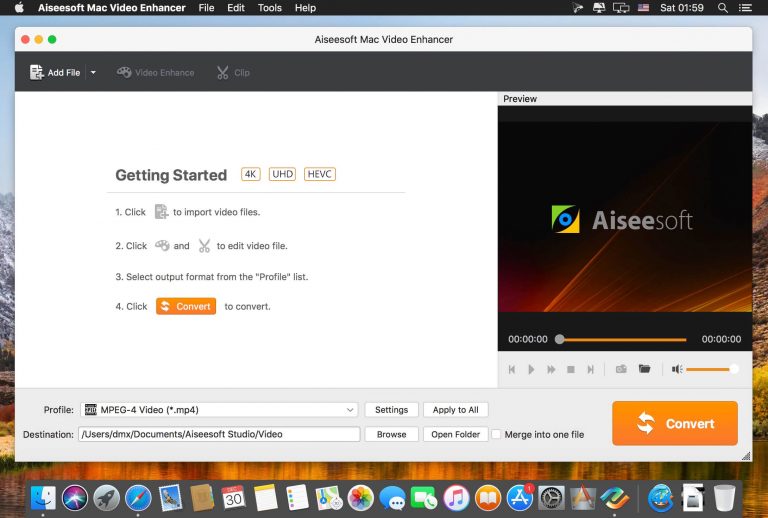 Aiseesoft Mac Video Enhancer File Edit Tools Help Sat 01:59
Aiseesoft Mac Video Enhancer
Add File Video Enhance Clip
Preview
Getting Started 4K UHD HEVC
1. Click to import video files.
2. Click and to edit video file.
3. Select output format from the "Profile" list.
4. Click Convert to convert.
Aiseesoft
00:00:00 00:00:00
Profile: MPEG-4 Video (*.mp4) Settings Apply to All
Destination: /Users/dmx/Documents/Aiseesoft Studio/Video Browse Open Folder Merge into one file
Convert
30
1